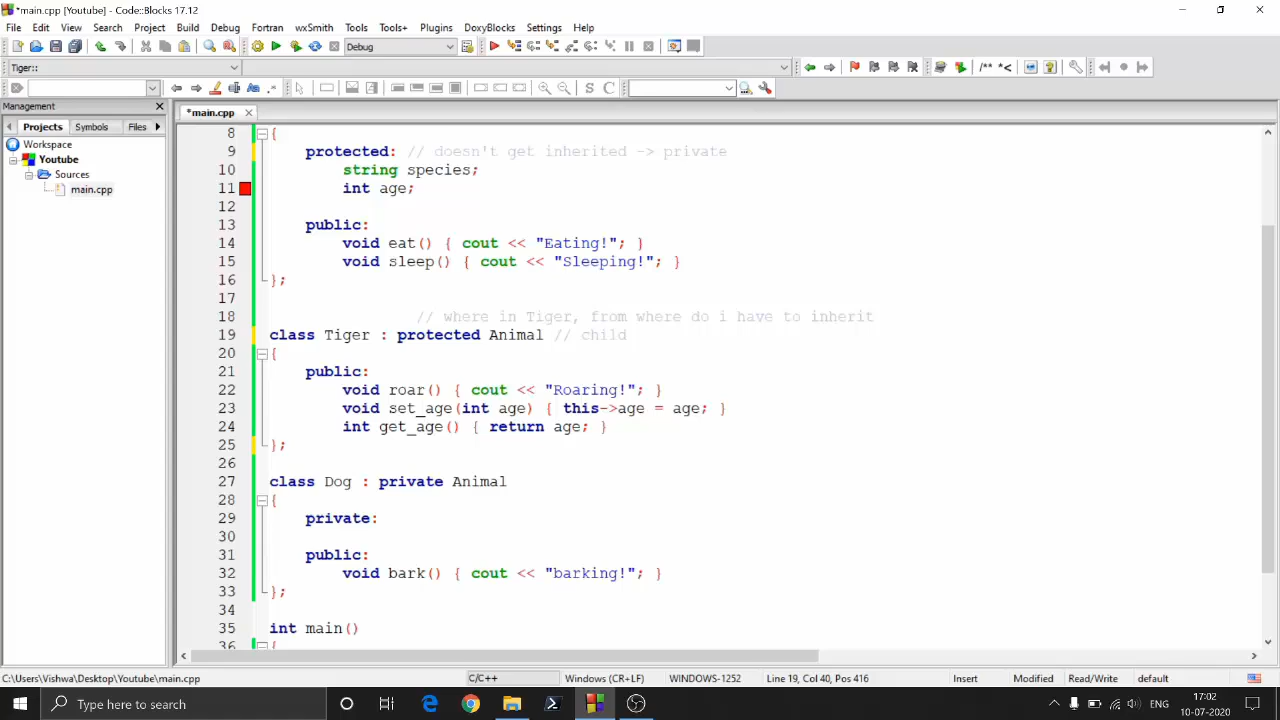 *main.cpp [Youtube] - Code::Blocks 17.12
File Edit View Search Project Build Debug Fortran wxSmith Tools Tools+ Plugins DoxyBlocks Settings Help
Debug
Tiger::
/** *<
S C
Management
*main.cpp
Projects Symbols Files
Workspace
Youtube
Sources
main.cpp
8 {
9 protected: // doesn't get inherited -> private
10 string species;
11 int age;
12
13 public:
14 void eat() { cout << "Eating!"; }
15 void sleep() { cout << "Sleeping!"; }
16 };
17
18 // where in Tiger, from where do i have to inherit
19 class Tiger : protected Animal // child
20 {
21 public:
22 void roar() { cout << "Roaring!"; }
23 void set_age(int age) { this->age = age; }
24 int get_age() { return age; }
25 };
26
27 class Dog : private Animal
28 {
29 private:
30
31 public:
32 void bark() { cout << "barking!"; }
33 };
34
35 int main()
36 {
C:\Users\Vishwa\Desktop\Youtube\main.cpp C/C++ Windows (CR+LF) WINDOWS-1252 Line 19, Col 40, Pos 416 Insert Modified Read/Write default
Type here to search
ENG
17:02
10-07-2020